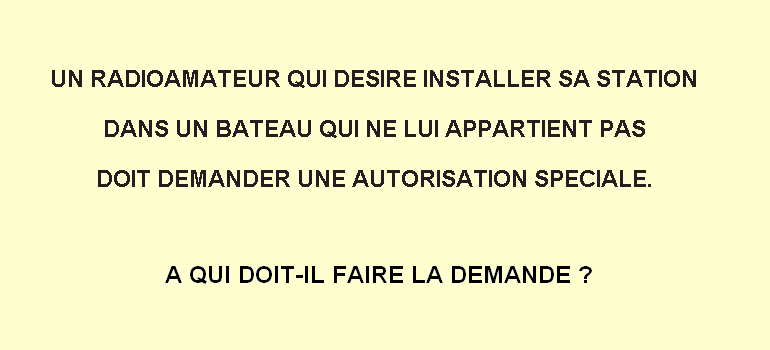 UN RADIOAMATEUR QUI DESIRE INSTALLER SA STATION
DANS UN BATEAU QUI NE LUI APPARTIENT PAS
DOIT DEMANDER UNE AUTORISATION SPECIALE.
A QUI DOIT-IL FAIRE LA DEMANDE ?